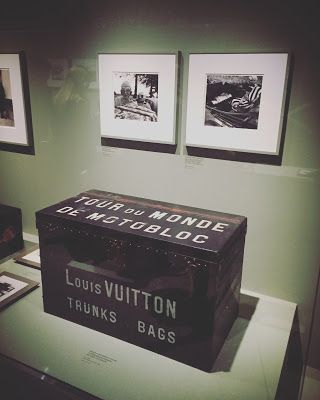 TOUR DU MONDE
DE MOTOBLOC
LOUIS VUITTON
TRUNKS BAGS